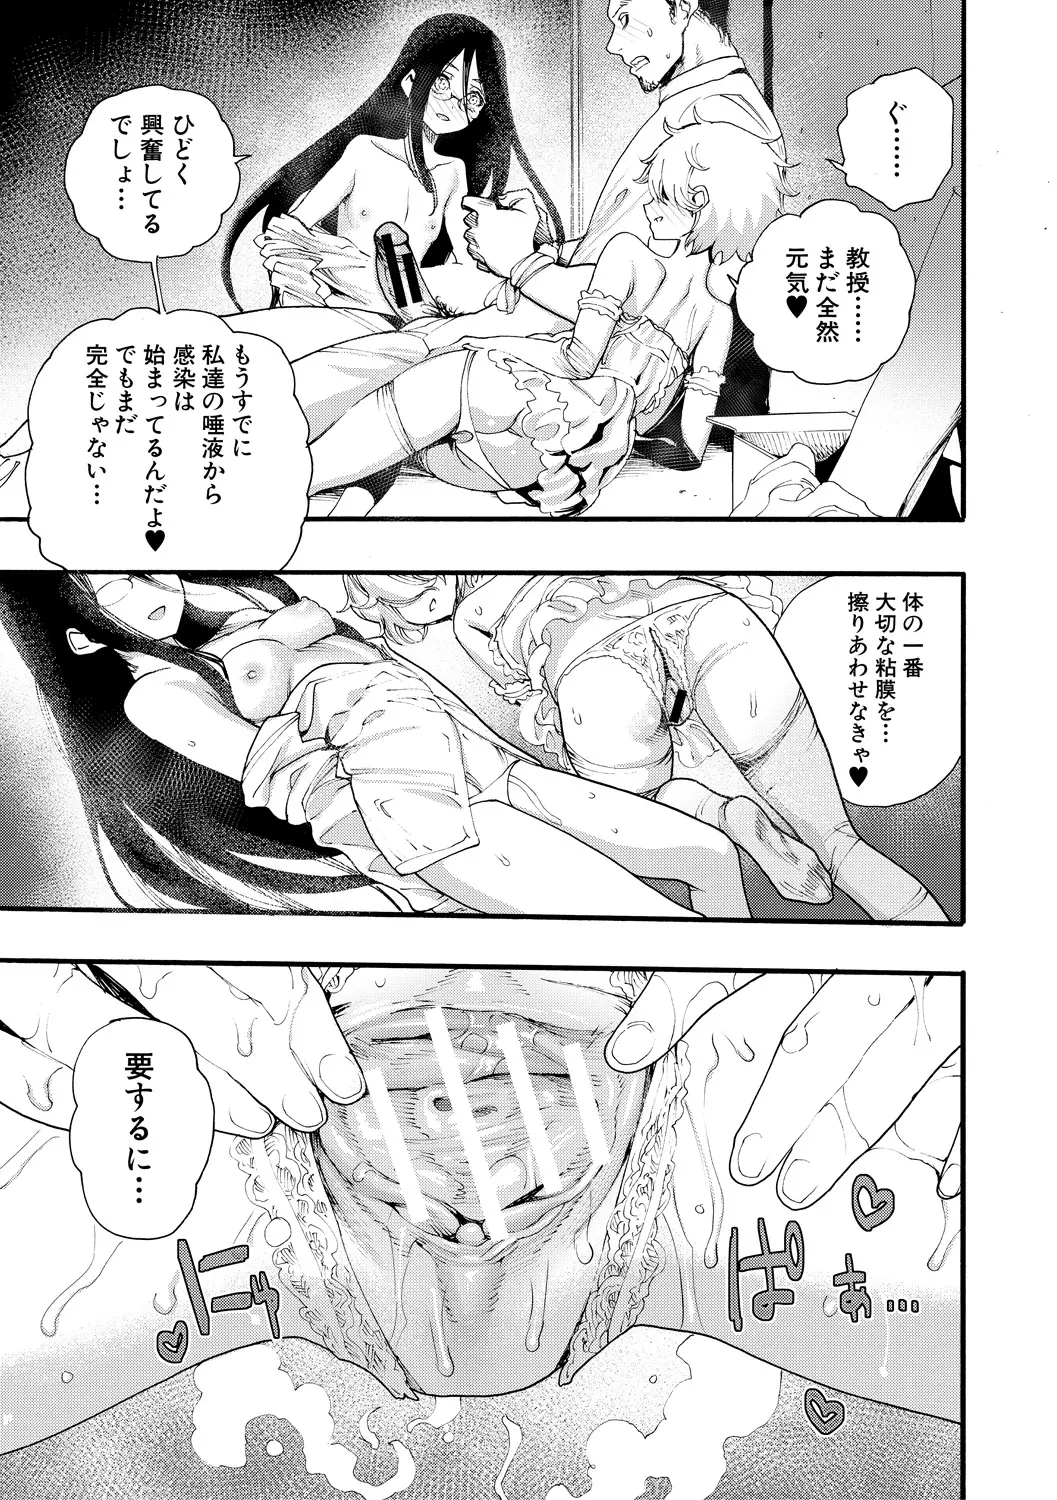 ぐ……
教授……
まだ全然
元気♥
ひどく
興奮してる
でしょ…
もうすでに
私達の唾液から
感染は
始まってるんだよ♥
でもまだ
完全じゃない…
体の一番
大切な粘膜を…
擦りあわせなきゃ♥
要するに…
ぱぁ…
にゅ